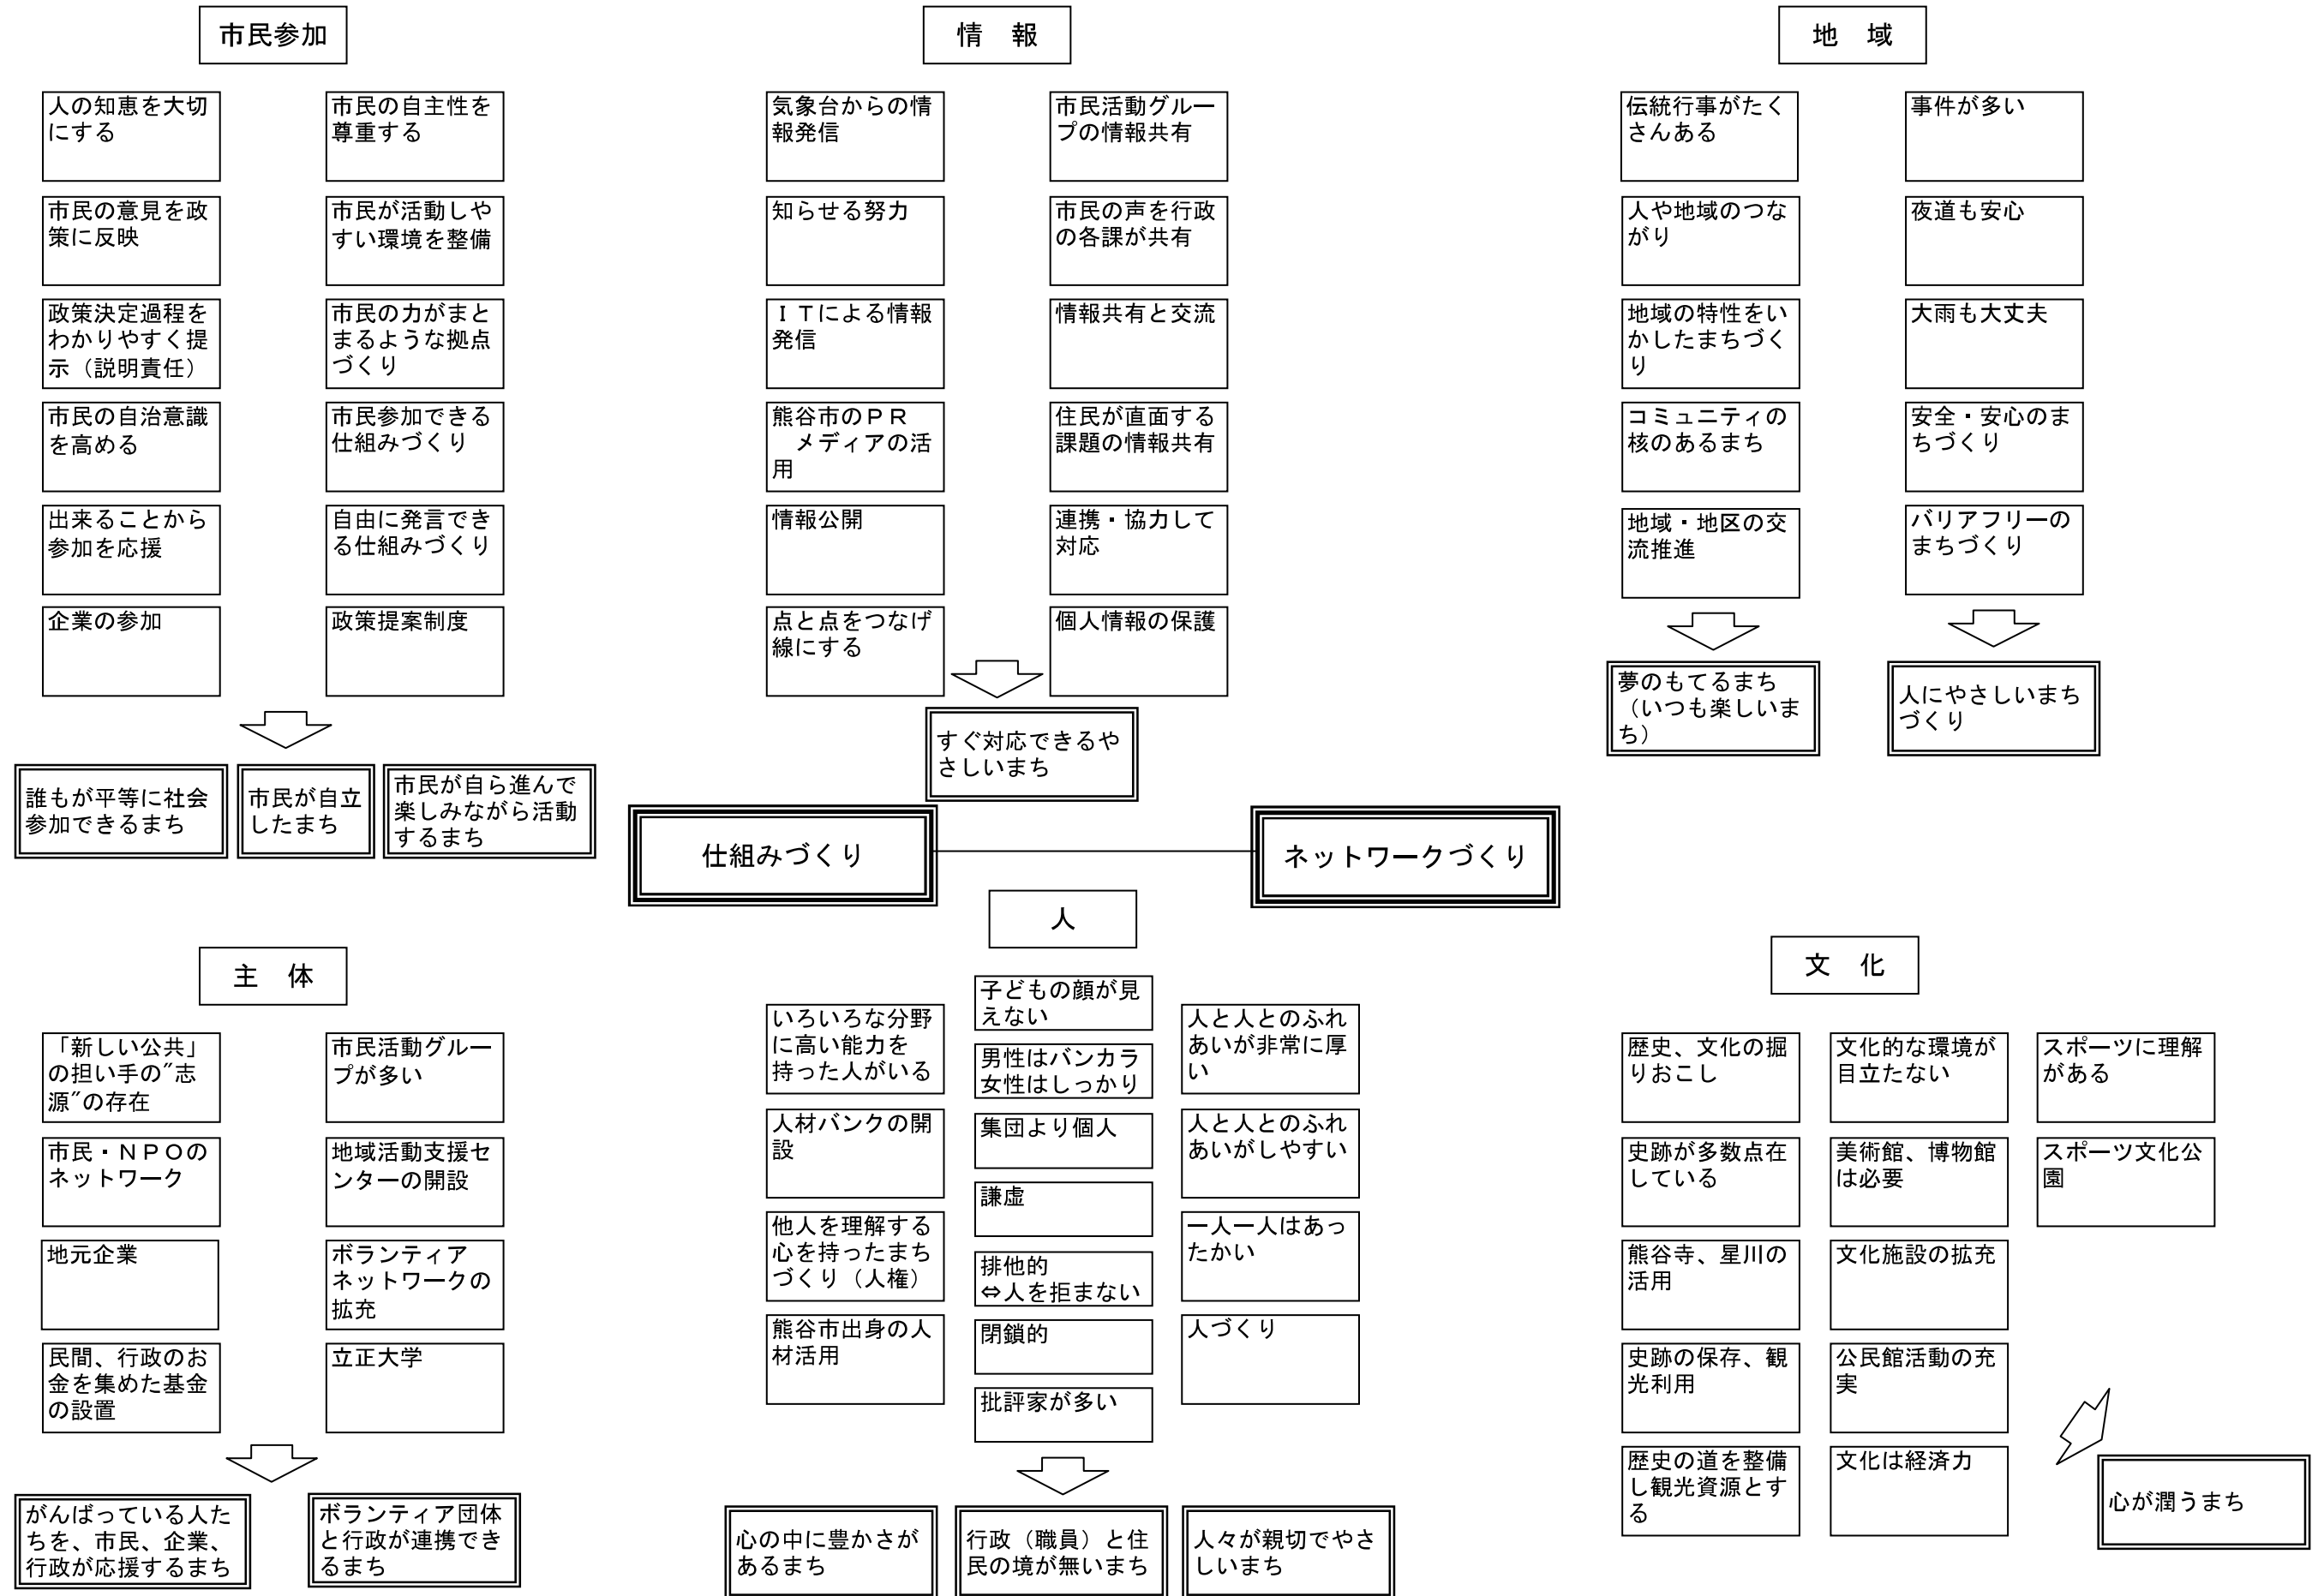 市民参加
人の知恵を大切
にする
市民の意見を政
策に反映
政策決定過程を
わかりやすく提
示（説明責任）
市民の自治意識
を高める
出来ることから
参加を応援
企業の参加
市民の自主性を
尊重する
市民が活動しや
すい環境を整備
市民の力がまと
まるような拠点
づくり
市民参加できる
仕組みづくり
自由に発言でき
る仕組みづくり
政策提案制度
誰もが平等に社会
参加できるまち
市民が自立
したまち
市民が自ら進んで
楽しみながら活動
するまち
情　報
気象台からの情
報発信
知らせる努力
ＩＴによる情報
発信
熊谷市のＰＲ
　メディアの活
用
情報公開
点と点をつなげ
線にする
市民活動グルー
プの情報共有
市民の声を行政
の各課が共有
情報共有と交流
住民が直面する
課題の情報共有
連携・協力して
対応
個人情報の保護
すぐ対応できるや
さしいまち
地　域
伝統行事がたく
さんある
人や地域のつな
がり
地域の特性をい
かしたまちづく
り
コミュニティの
核のあるまち
地域・地区の交
流推進
事件が多い
夜道も安心
大雨も大丈夫
安全・安心のま
ちづくり
バリアフリーの
まちづくり
夢のもてるまち
（いつも楽しいま
ち）
人にやさしいまち
づくり
仕組みづくり
ネットワークづくり
主　体
「新しい公共」
の担い手の″志
源″の存在
市民・ＮＰＯの
ネットワーク
地元企業
民間、行政のお
金を集めた基金
の設置
市民活動グルー
プが多い
地域活動支援セ
ンターの開設
ボランティア
ネットワークの
拡充
立正大学
がんばっている人た
ちを、市民、企業、
行政が応援するまち
ボランティア団体
と行政が連携でき
るまち
人
いろいろな分野
に高い能力を
持った人がいる
人材バンクの開
設
他人を理解する
心を持ったまち
づくり（人権）
熊谷市出身の人
材活用
子どもの顔が見
えない
男性はバンカラ
女性はしっかり
集団より個人
謙虚
排他的
⇔人を拒まない
閉鎖的
批評家が多い
人と人とのふれ
あいが非常に厚
い
人と人とのふれ
あいがしやすい
一人一人はあっ
たかい
人づくり
心の中に豊かさが
あるまち
行政（職員）と住
民の境が無いまち
人々が親切でやさ
しいまち
文　化
歴史、文化の掘
りおこし
史跡が多数点在
している
熊谷寺、星川の
活用
史跡の保存、観
光利用
歴史の道を整備
し観光資源とす
る
文化的な環境が
目立たない
美術館、博物館
は必要
文化施設の拡充
公民館活動の充
実
文化は経済力
スポーツに理解
がある
スポーツ文化公
園
心が潤うまち